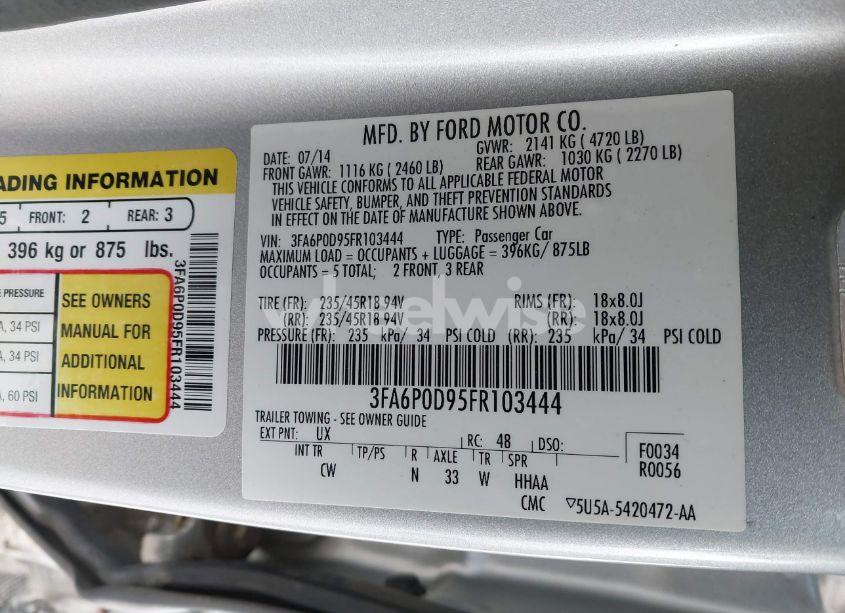 ADING INFORMATION
5 FRONT: 2 REAR: 3
396 kg or 875 lbs.
E PRESSURE
A, 34 PSI
A, 34 PSI
A, 60 PSI
SEE OWNERS
MANUAL FOR
ADDITIONAL
INFORMATION
3FA6P0D95FR103444
MFD. BY FORD MOTOR CO.
DATE: 07/14 GVWR: 2141 KG ( 4720 LB)
FRONT GAWR: 1116 KG ( 2460 LB) REAR GAWR: 1030 KG ( 2270 LB)
THIS VEHICLE CONFORMS TO ALL APPLICABLE FEDERAL MOTOR
VEHICLE SAFETY, BUMPER, AND THEFT PREVENTION STANDARDS
IN EFFECT ON THE DATE OF MANUFACTURE SHOWN ABOVE.
VIN: 3FA6P0D95FR103444 TYPE: Passenger Car
MAXIMUM LOAD = OCCUPANTS + LUGGAGE = 396KG/ 875LB
OCCUPANTS = 5 TOTAL; 2 FRONT, 3 REAR
TIRE (FR): 235/45R18 94V RIMS (FR): 18x8.0J
(RR): 235/45R18 94V (RR): 18x8.0J
PRESSURE (FR): 235 kPa/ 34 PSI COLD (RR): 235 kPa/ 34 PSI COLD
3FA6P0D95FR103444
TRAILER TOWING - SEE OWNER GUIDE
EXT PNT: UX RC: 48 DSO:
INT TR TP/PS R AXLE TR SPR
CW N 33 W HHAA
F0034
R0056
CMC ▽5U5A-5420472-AA
wheelwise